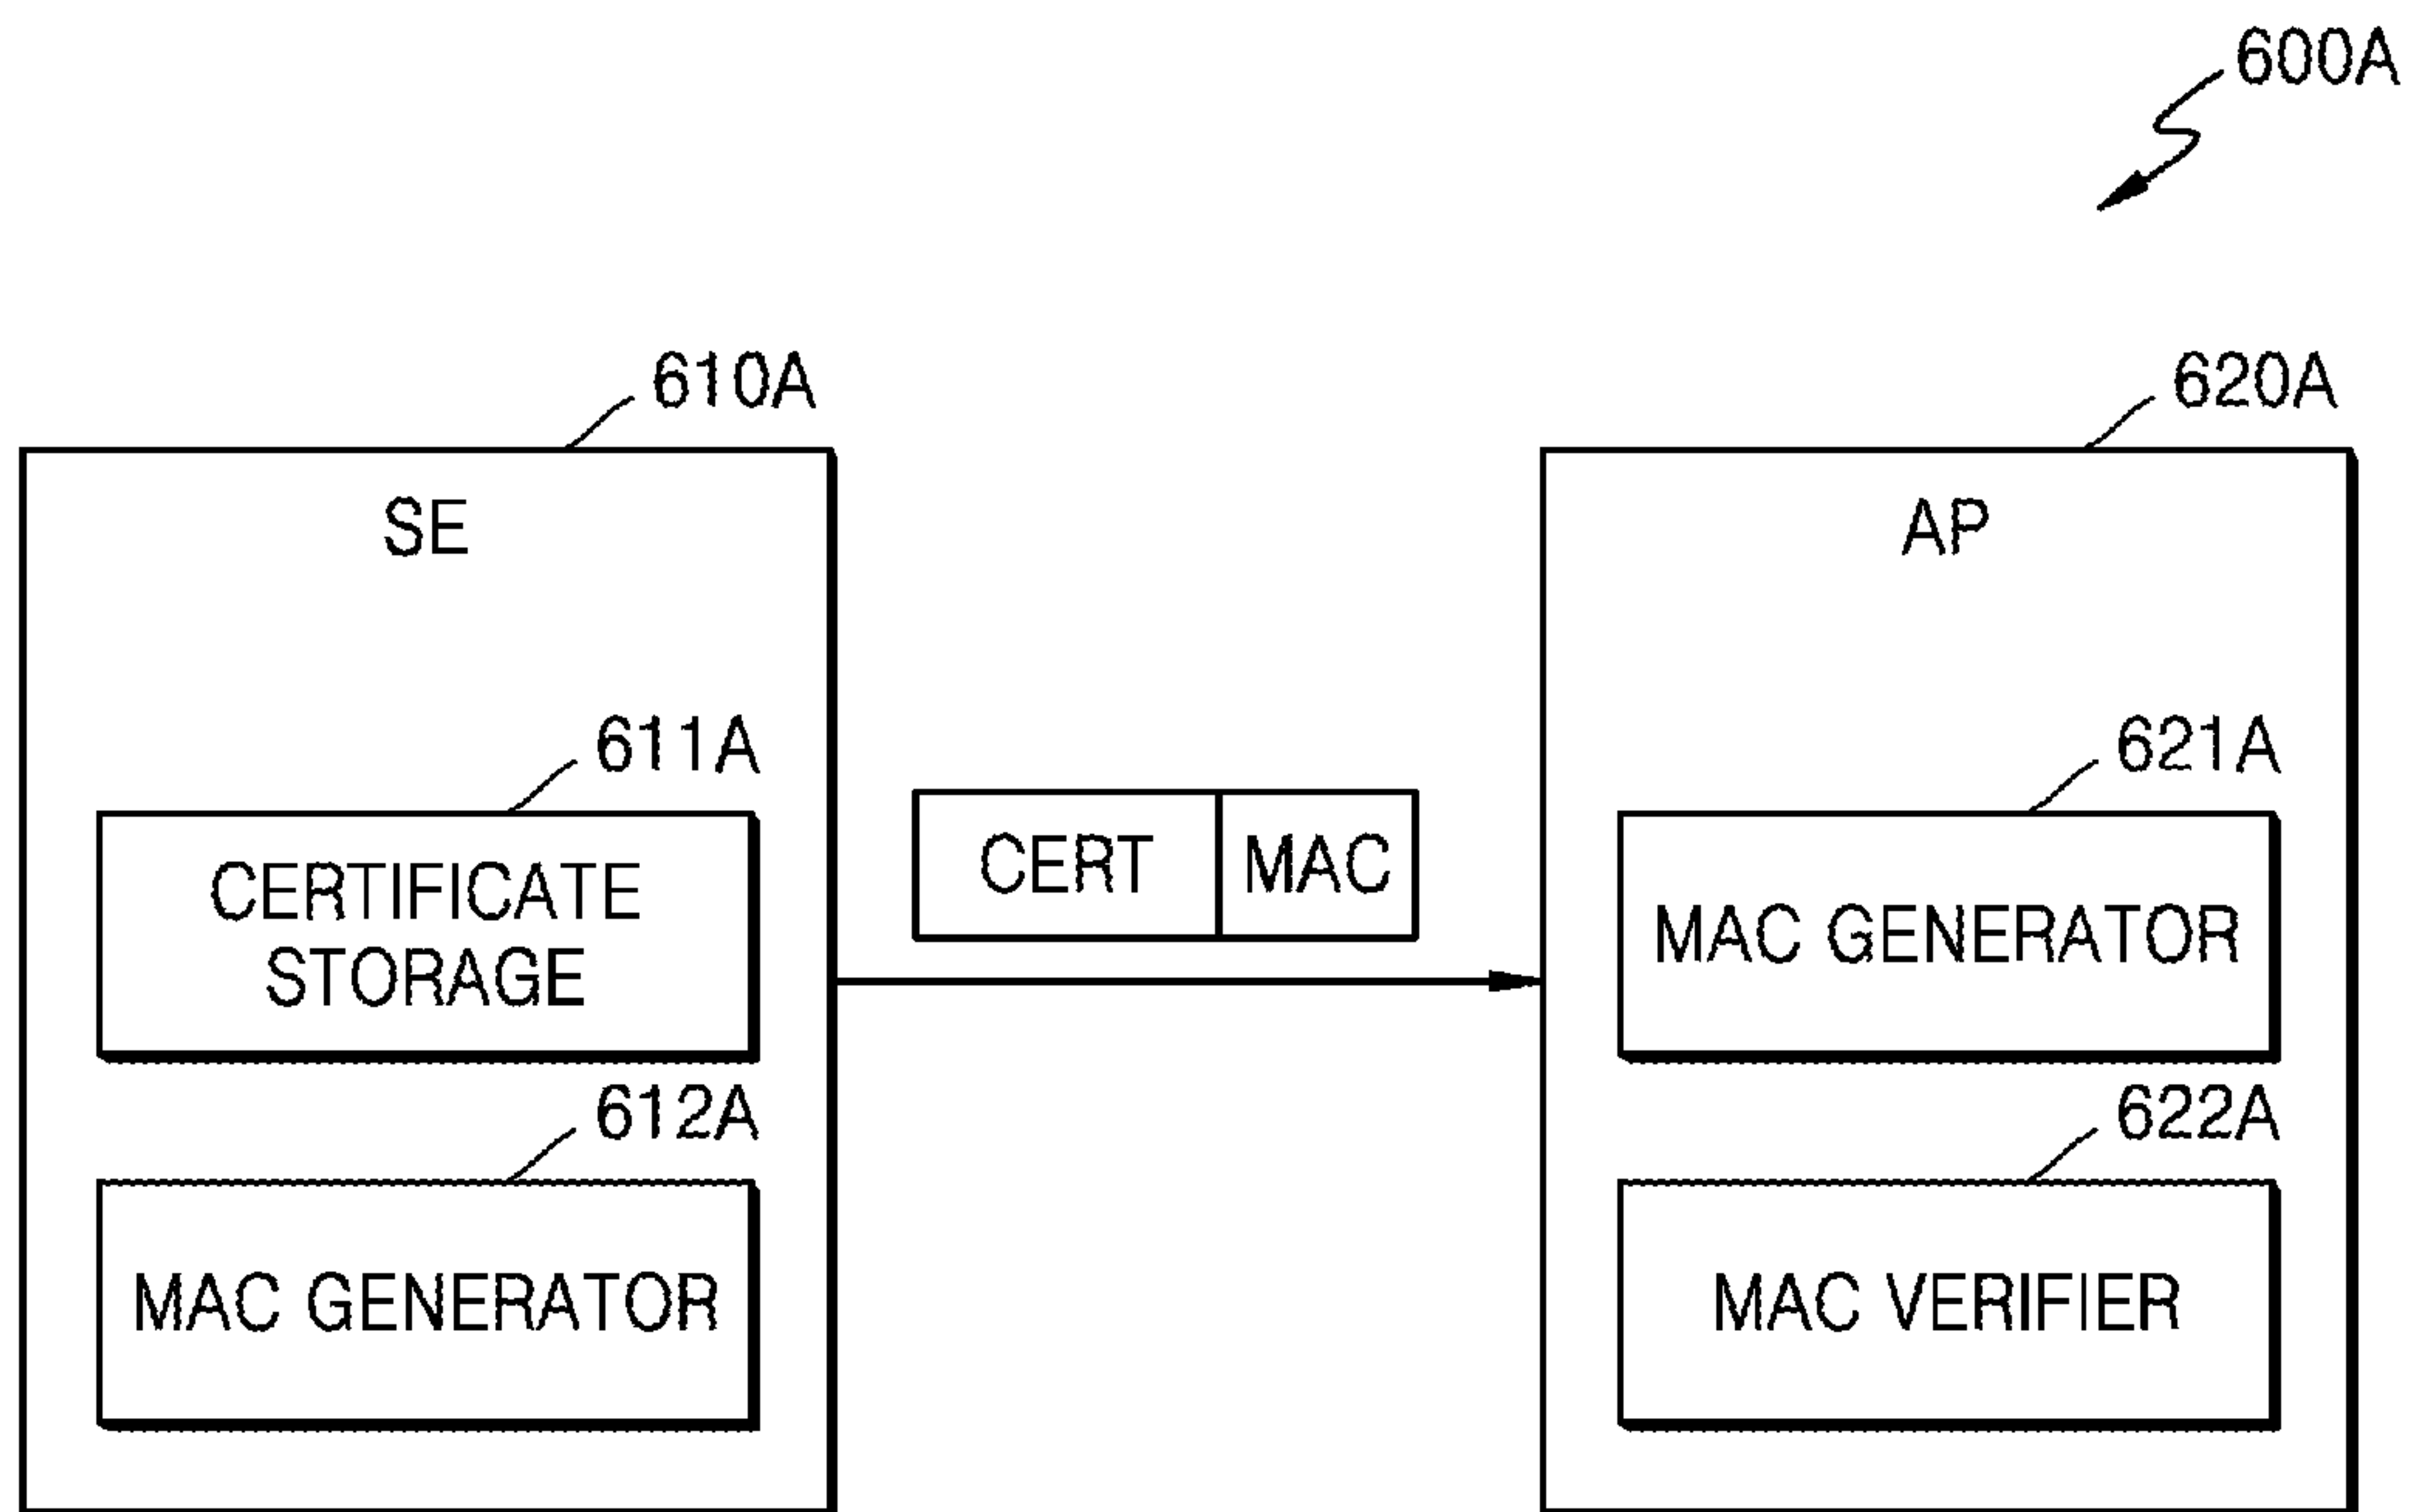 600A
610A
620A
SE
AP
611A
621A
CERTIFICATE
STORAGE
CERT
MAC
MAC GENERATOR
612A
622A
MAC GENERATOR
MAC VERIFIER